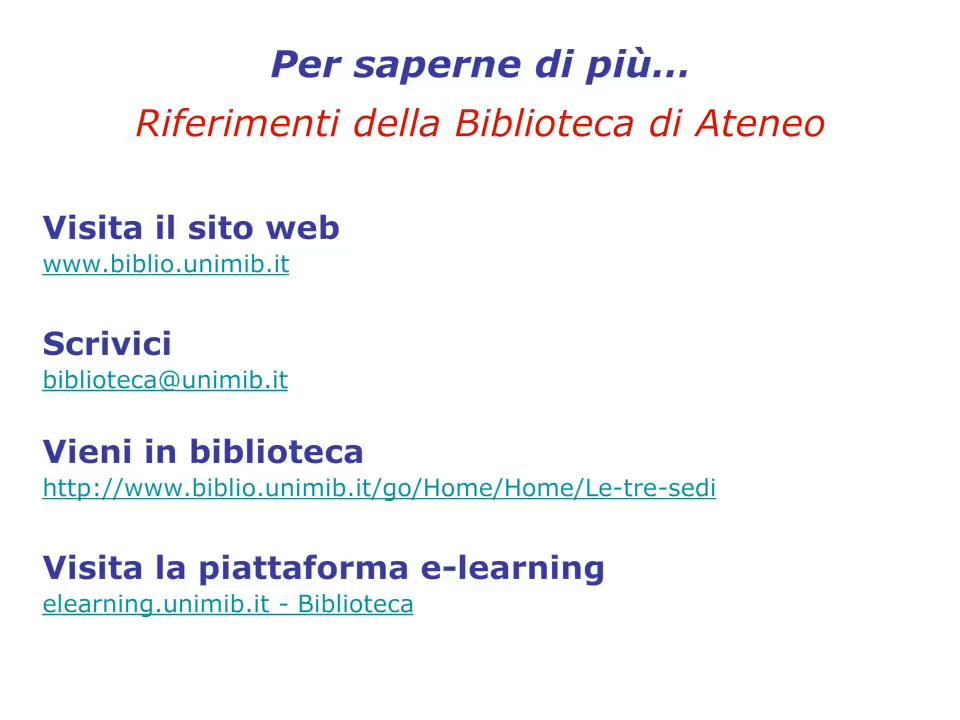 Per saperne di più…
Riferimenti della Biblioteca di Ateneo
Visita il sito web
www.biblio.unimib.it
Scrivici
biblioteca@unimib.it
Vieni in biblioteca
http://www.biblio.unimib.it/go/Home/Home/Le-tre-sedi
Visita la piattaforma e-learning
elearning.unimib.it - Biblioteca